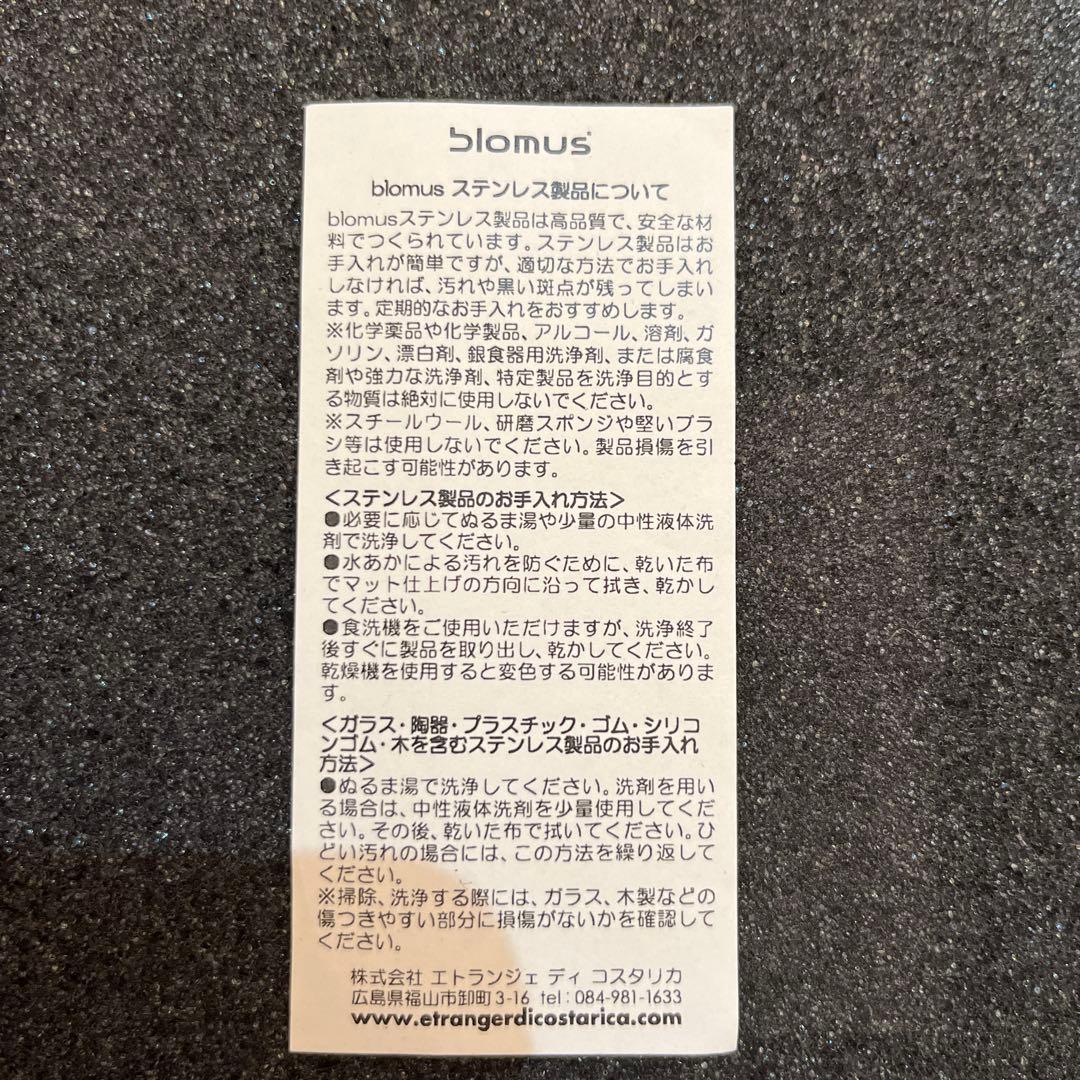 blomus
blomus ステンレス製品について
blomusステンレス製品は高品質で、安全な材
料でつくられています。ステンレス製品はお
手入れが簡単ですが、適切な方法でお手入れ
しなければ、汚れや黒い斑点が残ってしまい
ます。定期的なお手入れをおすすめします。
※化学薬品や化学製品、アルコール、溶剤、ガ
ソリン、漂白剤、銀食器用洗浄剤、または腐食
剤や強力な洗浄剤、特定製品を洗浄目的とす
る物質は絶対に使用しないでください。
※スチールウール、研磨スポンジや堅いブラ
シ等は使用しないでください。製品損傷を引
き起こす可能性があります。
<ステンレス製品のお手入れ方法>
●必要に応じてぬるま湯や少量の中性液体洗
剤で洗浄してください。
●水あかによる汚れを防ぐために、乾いた布
でマット仕上げの方向に沿って拭き、乾かし
てください。
●食洗機をご使用いただけますが、洗浄終了
後すぐに製品を取り出し、乾かしてください。
乾燥機を使用すると変色する可能性がありま
す。
<ガラス・陶器・プラスチック・ゴム・シリコ
ンゴム・木を含むステンレス製品のお手入れ
方法>
●ぬるま湯で洗浄してください。洗剤を用い
る場合は、中性液体洗剤を少量使用してくだ
さい。その後、乾いた布で拭いてください。ひ
どい汚れの場合には、この方法を繰り返して
ください。
※掃除、洗浄する際には、ガラス、木製などの
傷つきやすい部分に損傷がないかを確認して
ください。
株式会社 エトランジェ ディ コスタリカ
広島県福山市卸町3-16 tel:084-981-1633
www.etrangerdicostarica.com